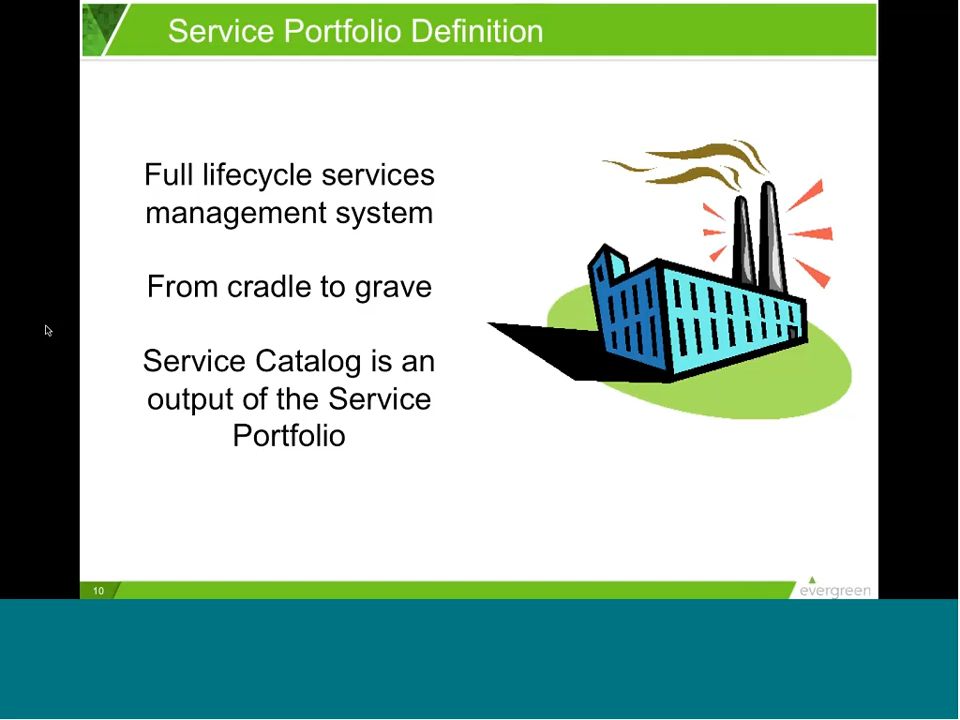 Service Portfolio Definition
Full lifecycle services
management system
From cradle to grave
Service Catalog is an
output of the Service
Portfolio
10
evergreen